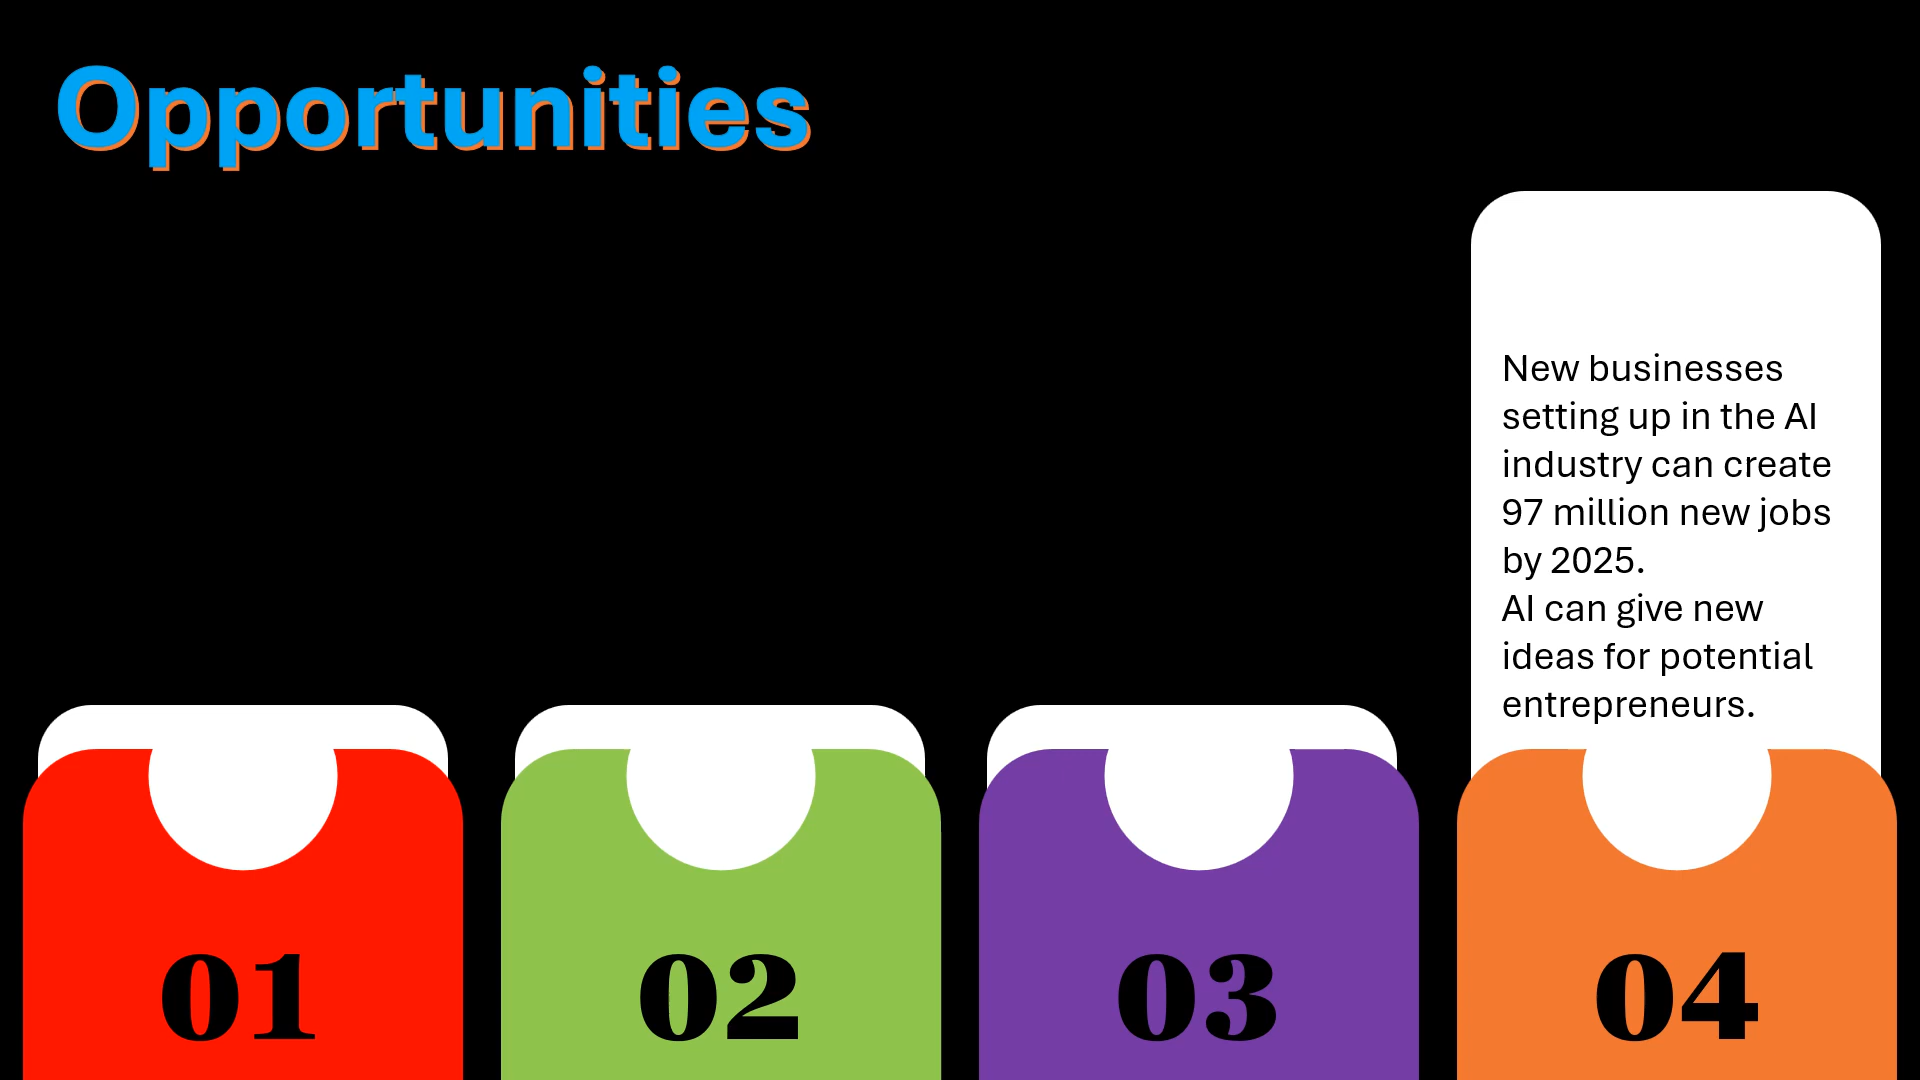 Opportunities
New businesses
setting up in the AI
industry can create
97 million new jobs
by 2025.
AI can give new
ideas for potential
entrepreneurs.
01
02
03
04